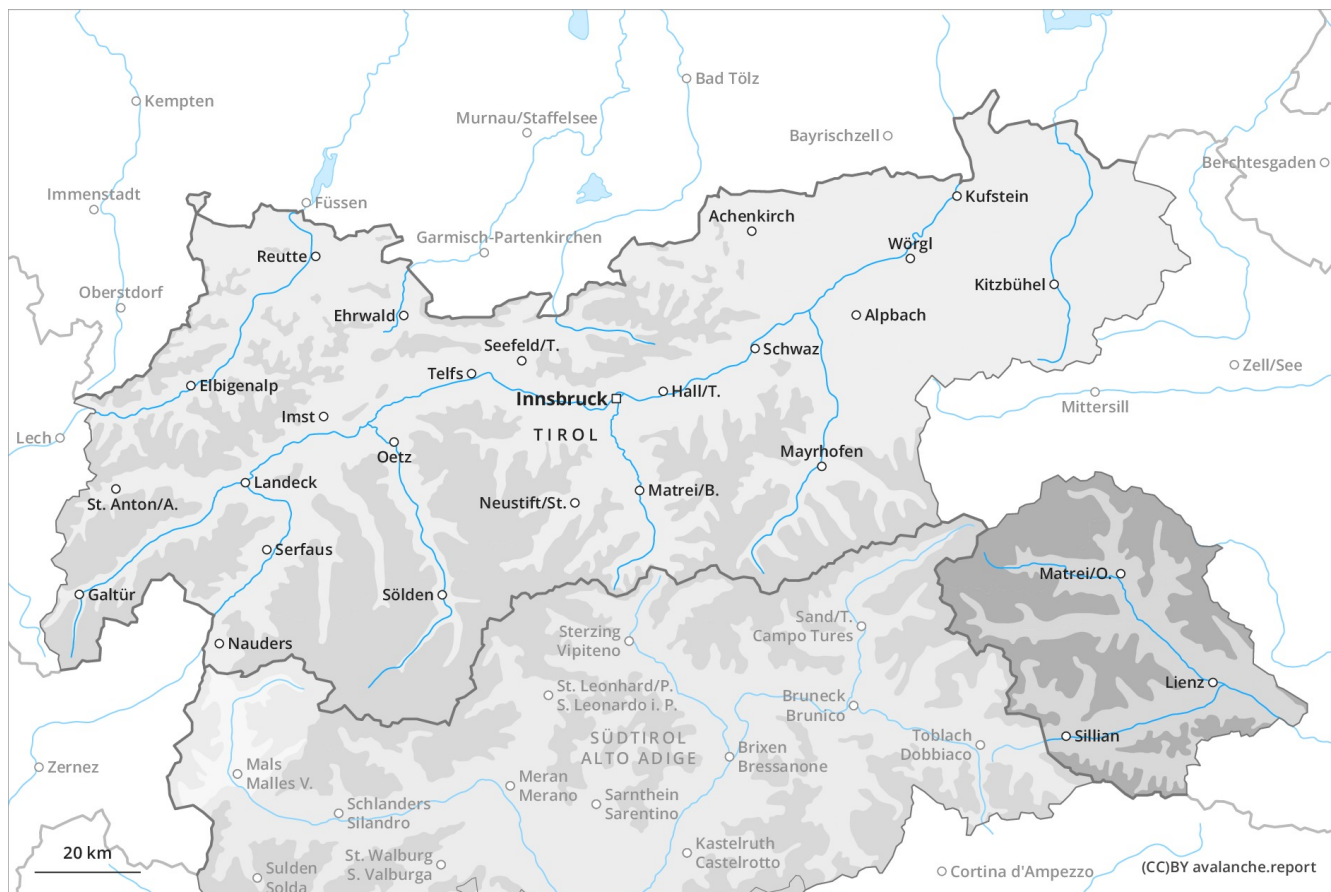 Kempten
Bad Tölz
Murnau/Staffelsee
Bayrischzell
Berchtesgaden
Immenstadt
Füssen
Kufstein
Achenkirch
Garmisch-Partenkirchen
Wörgl
Reutte
Oberstdorf
Kitzbühel
Ehrwald
Alpbach
Seefeld/T.
Schwaz
Zell/See
Telfs
Elbigenalp
Innsbruck
Hall/T.
Mittersill
Imst
Lech
TIROL
Oetz
Mayrhofen
Landeck
Matrei/B.
St. Anton/A.
Neustift/St.
Serfaus
Matrei/O.
Galtür
Sölden
Sand/T.
Campo Tures
Sterzing
Vipiteno
Nauders
Lienz
St. Leonhard/P.
S. Leonardo i. P.
Bruneck
Brunico
Sillian
Toblach
Dobbiaco
SÜDTIROL
ALTO ADIGE
Brixen
Bressanone
Zernez
Mals
Malles V.
Meran
Merano
Sarnthein
Sarentino
Schlanders
Silandro
Kastelruth
Castelrotto
20 km
St. Walburg
S. Valburga
Sulden
Solda
Cortina d'Ampezzo
(CC)BY avalanche.report